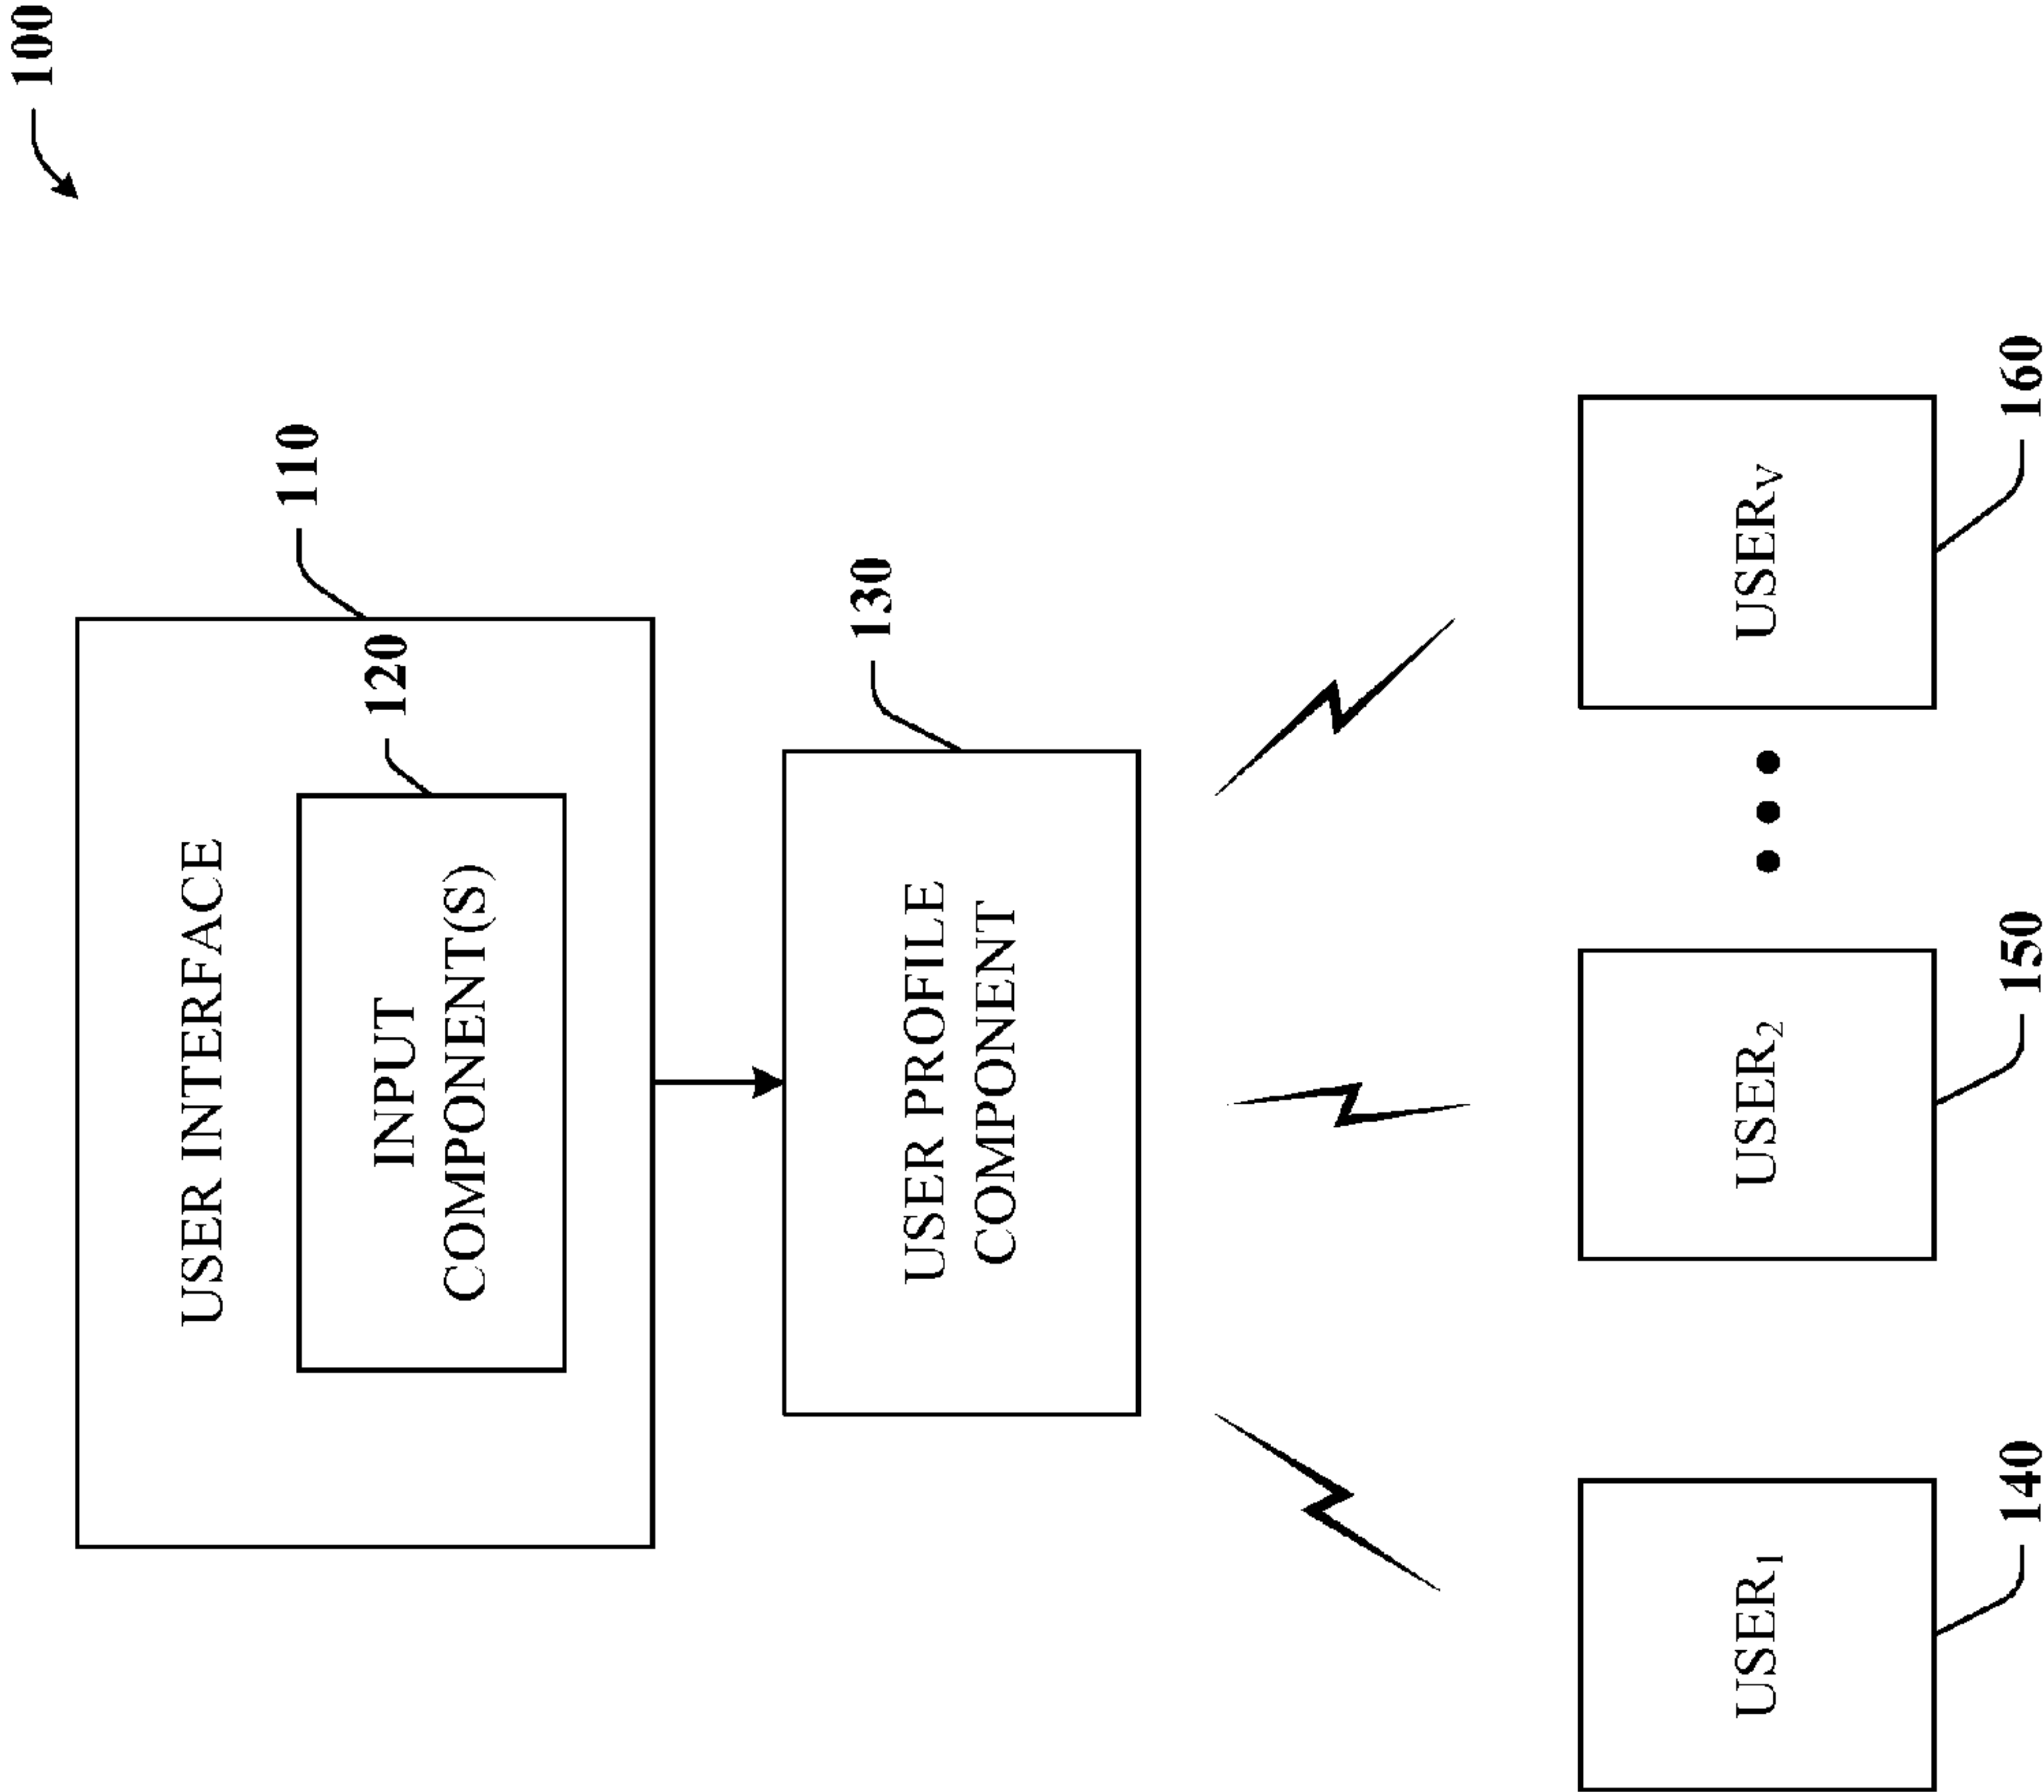 100
110
USER INTERFACE
120
INPUT
COMPONENT(S)
130
USER PROFILE
COMPONENT
USER₁
USER₂
USERᵥ
140
150
160